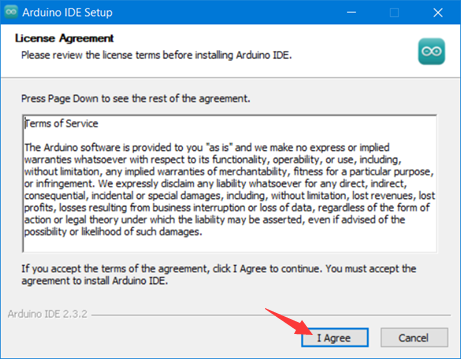 Arduino IDE Setup
License Agreement
Please review the license terms before installing Arduino IDE.
Press Page Down to see the rest of the agreement.
Terms of Service
The Arduino software is provided to you "as is" and we make no express or implied
warranties whatsoever with respect to its functionality, operability, or use, including,
without limitation, any implied warranties of merchantability, fitness for a particular purpose,
or infringement. We expressly disclaim any liability whatsoever for any direct, indirect,
consequential, incidental or special damages, including, without limitation, lost revenues, lost
profits, losses resulting from business interruption or loss of data, regardless of the form of
action or legal theory under which the liability may be asserted, even if advised of the
possibility or likelihood of such damages.
If you accept the terms of the agreement, click I Agree to continue. You must accept the
agreement to install Arduino IDE.
Arduino IDE 2.3.2
I Agree
Cancel